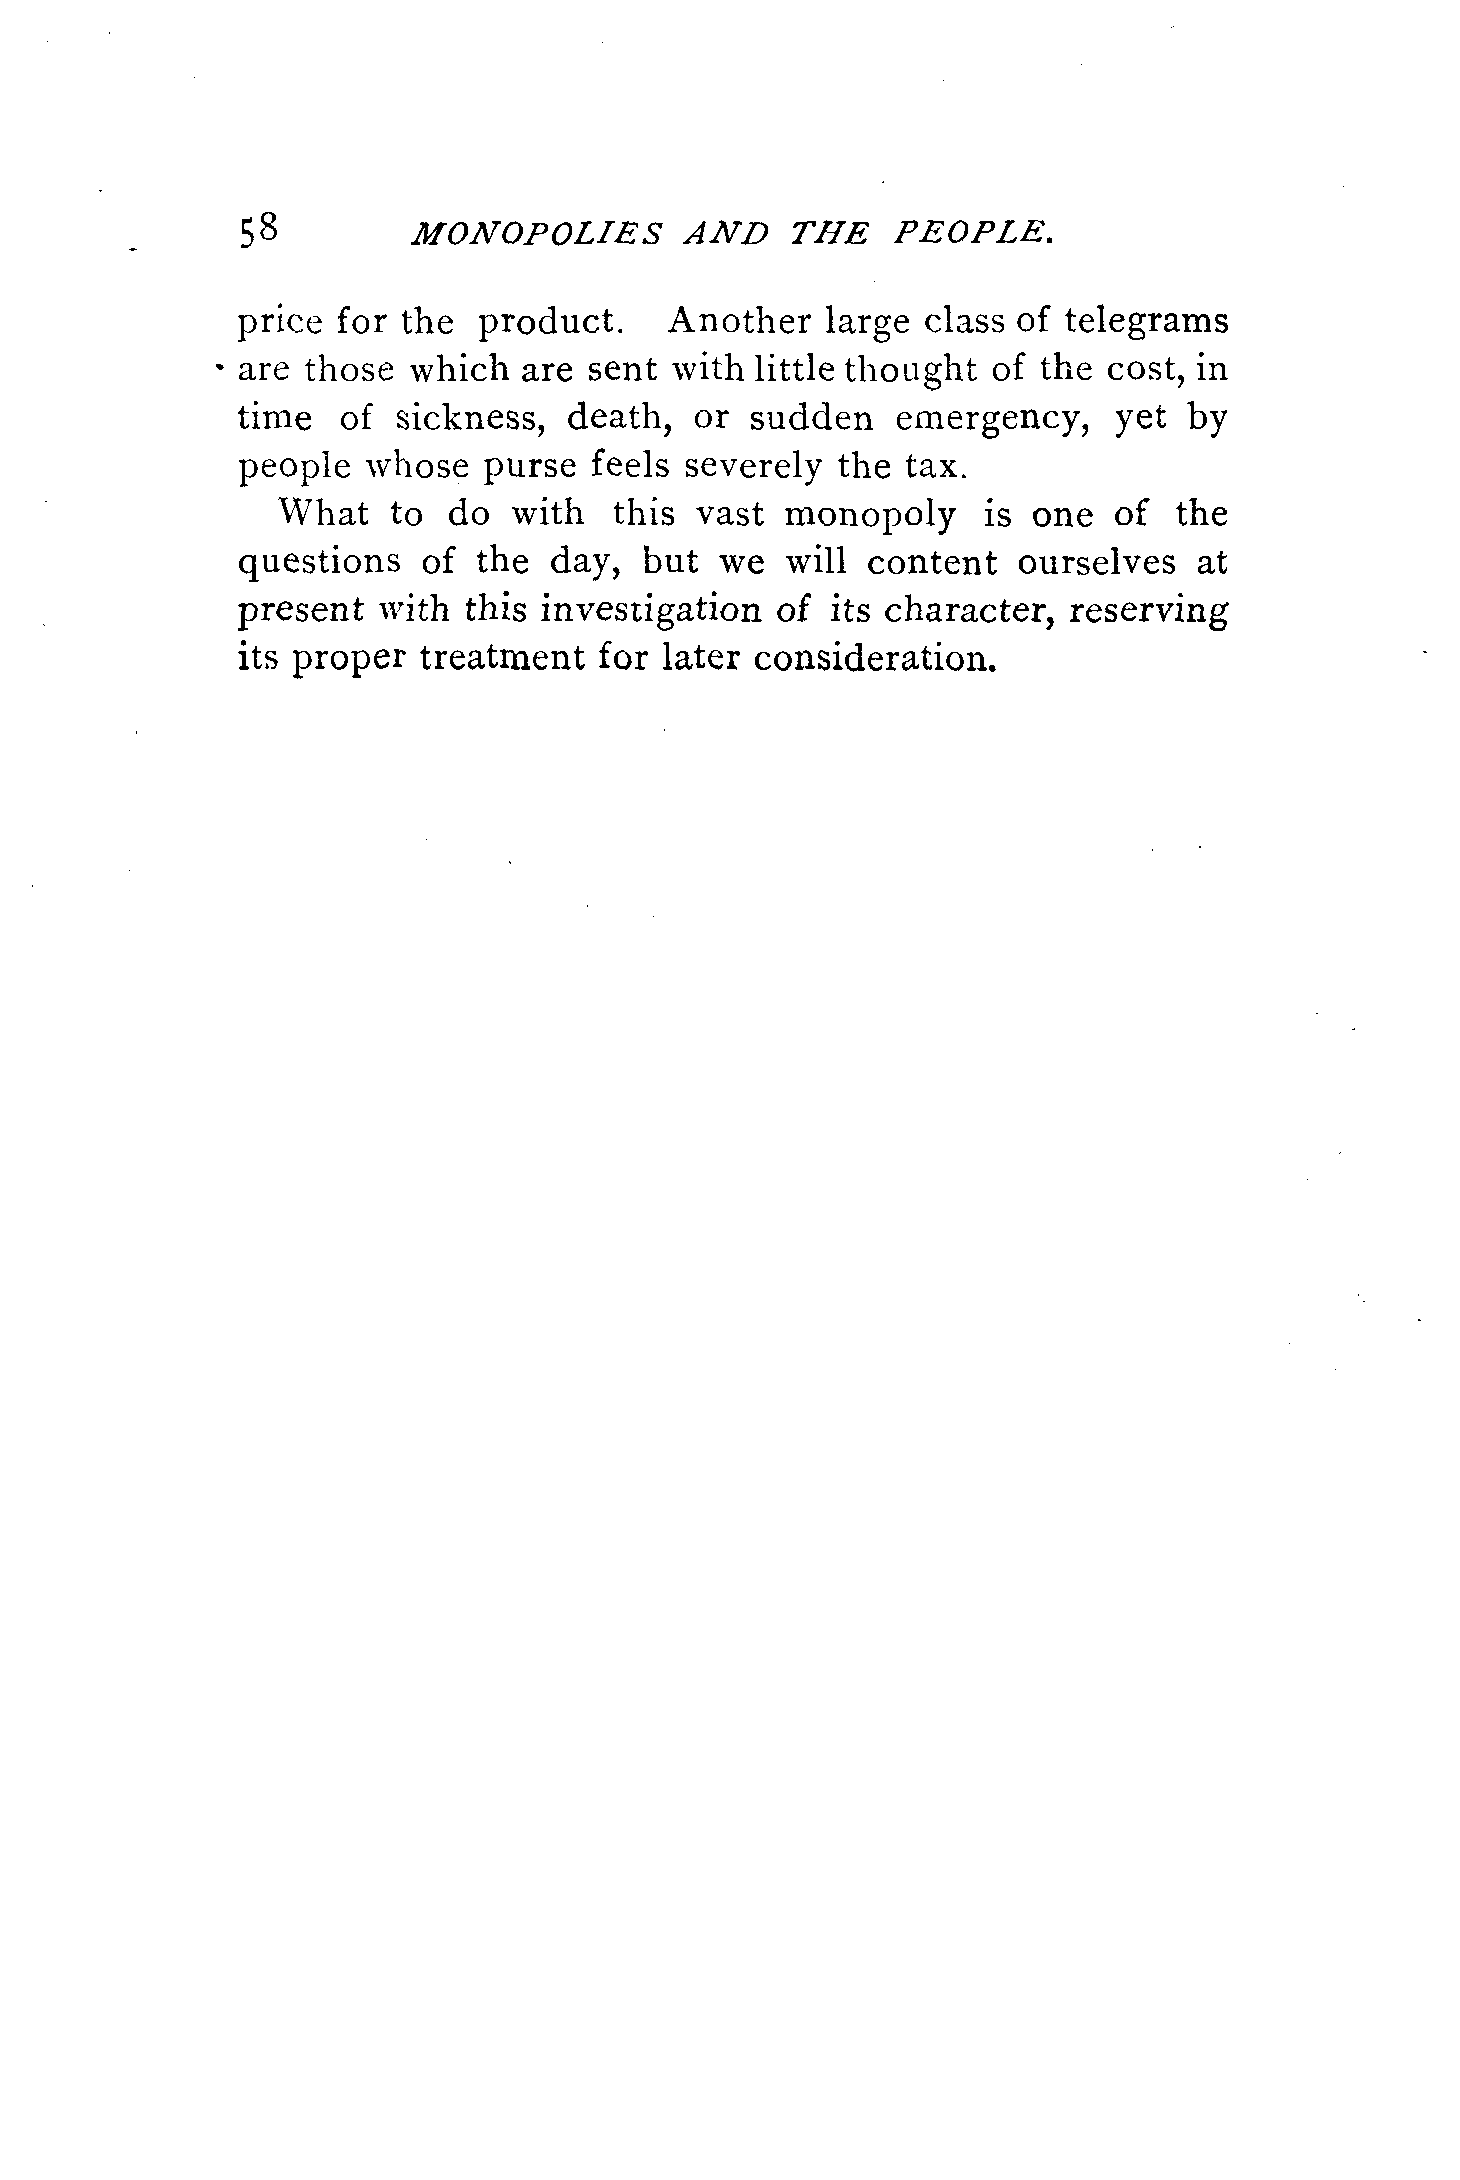 58 MONOPOLIES AND THE PEOPLE.
price for the product. Another large class of telegrams
are those which are sent with little thought of the cost, in
time of sickness, death, or sudden emergency, yet by
people whose purse feels severely the tax.
What to do with this vast monopoly is one of the
questions of the day, but we will content ourselves at
present with this investigation of its character, reserving
its proper treatment for later consideration.